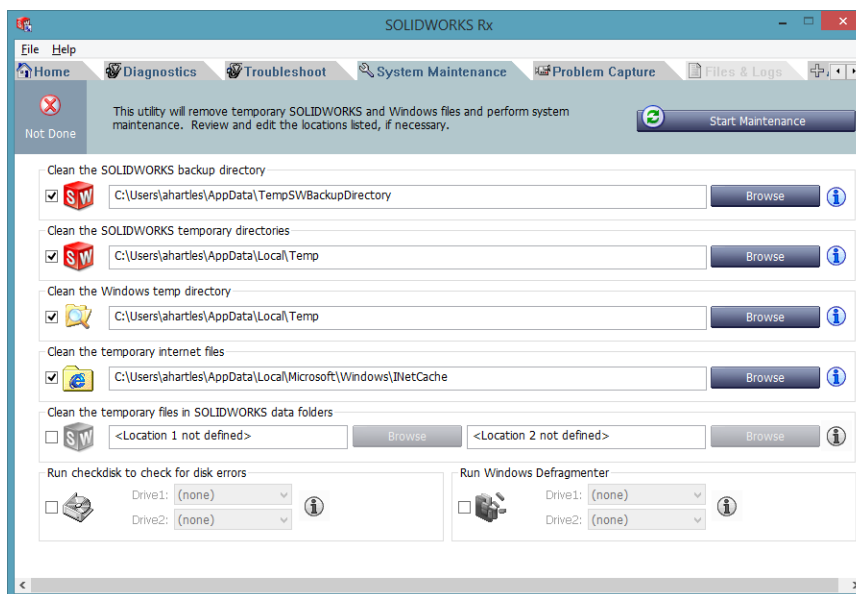 SOLIDWORKS Rx
File Help
Home Diagnostics Troubleshoot System Maintenance Problem Capture Files & Logs
Not Done
This utility will remove temporary SOLIDWORKS and Windows files and perform system
maintenance. Review and edit the locations listed, if necessary.
Start Maintenance
Clean the SOLIDWORKS backup directory
SW C:\Users\ahartles\AppData\TempSWBackupDirectory Browse
Clean the SOLIDWORKS temporary directories
SW C:\Users\ahartles\AppData\Local\Temp Browse
Clean the Windows temp directory
C:\Users\ahartles\AppData\Local\Temp Browse
Clean the temporary internet files
C:\Users\ahartles\AppData\Local\Microsoft\Windows\INetCache Browse
Clean the temporary files in SOLIDWORKS data folders
SW <Location 1 not defined> Browse <Location 2 not defined> Browse
Run checkdisk to check for disk errors
Drive1: (none)
Drive2: (none)
Run Windows Defragmenter
Drive1: (none)
Drive2: (none)